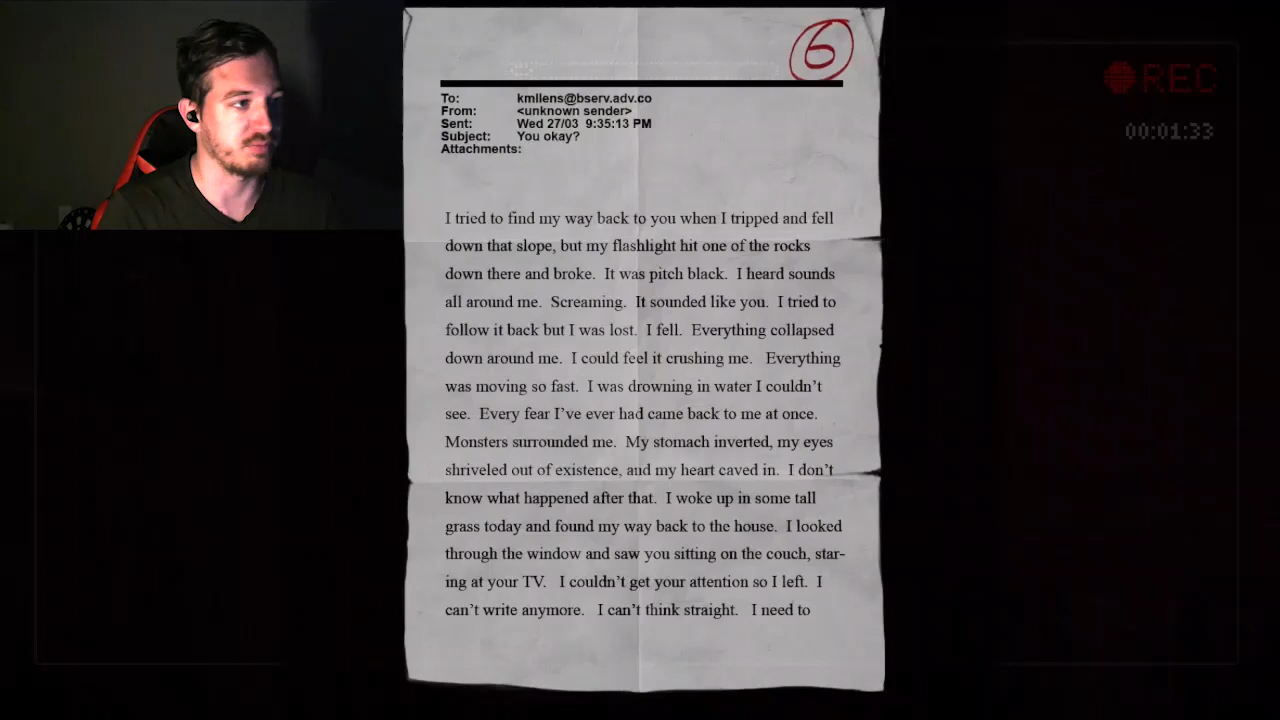 6
REC
00:01:33
To: kmllens@bserv.adv.co
From: <unknown sender>
Sent: Wed 27/03 9:35:13 PM
Subject: You okay?
Attachments:
I tried to find my way back to you when I tripped and fell
down that slope, but my flashlight hit one of the rocks
down there and broke.  It was pitch black.  I heard sounds
all around me.  Screaming.  It sounded like you.  I tried to
follow it back but I was lost.  I fell.  Everything collapsed
down around me.  I could feel it crushing me.   Everything
was moving so fast.  I was drowning in water I couldn't
see.  Every fear I've ever had came back to me at once.
Monsters surrounded me.  My stomach inverted, my eyes
shriveled out of existence, and my heart caved in.  I don't
know what happened after that.  I woke up in some tall
grass today and found my way back to the house.  I looked
through the window and saw you sitting on the couch, star-
ing at your TV.   I couldn't get your attention so I left.  I
can't write anymore.   I can't think straight.   I need to